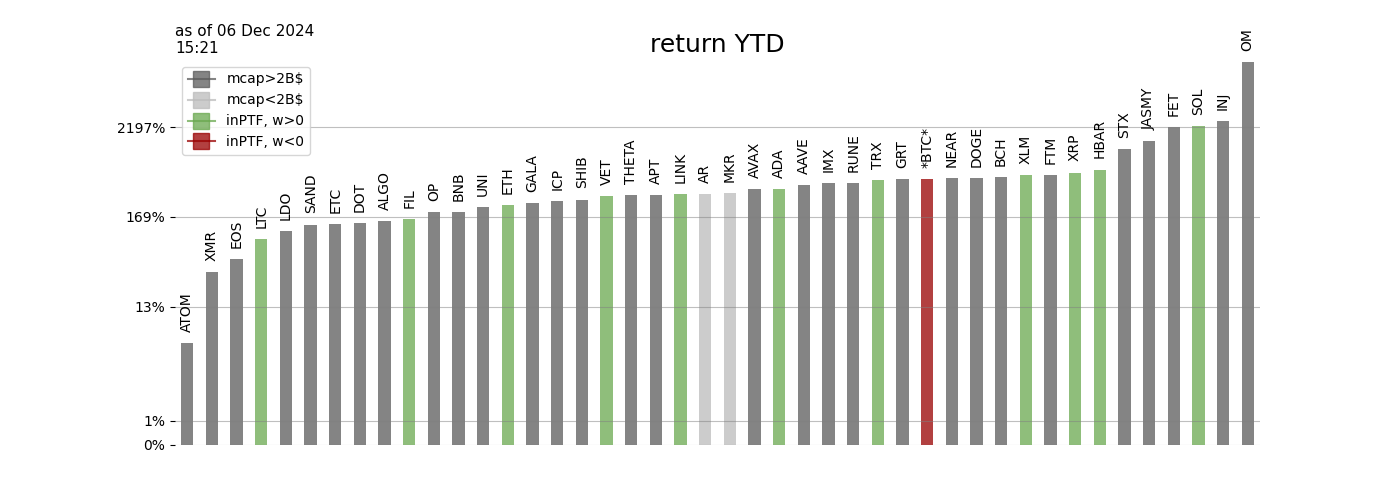 as of 06 Dec 2024
15:21
return YTD
mcap>2B$
mcap<2B$
inPTF, w>0
inPTF, w<0
2197%
169%
13%
1%
0%
ATOM
XMR
EOS
LTC
LDO
SAND
ETC
DOT
ALGO
FIL
OP
BNB
UNI
ETH
GALA
ICP
SHIB
VET
THETA
APT
LINK
AR
MKR
AVAX
ADA
AAVE
IMX
RUNE
TRX
GRT
*BTC*
NEAR
DOGE
BCH
XLM
FTM
XRP
HBAR
STX
JASMY
FET
SOL
INJ
OM